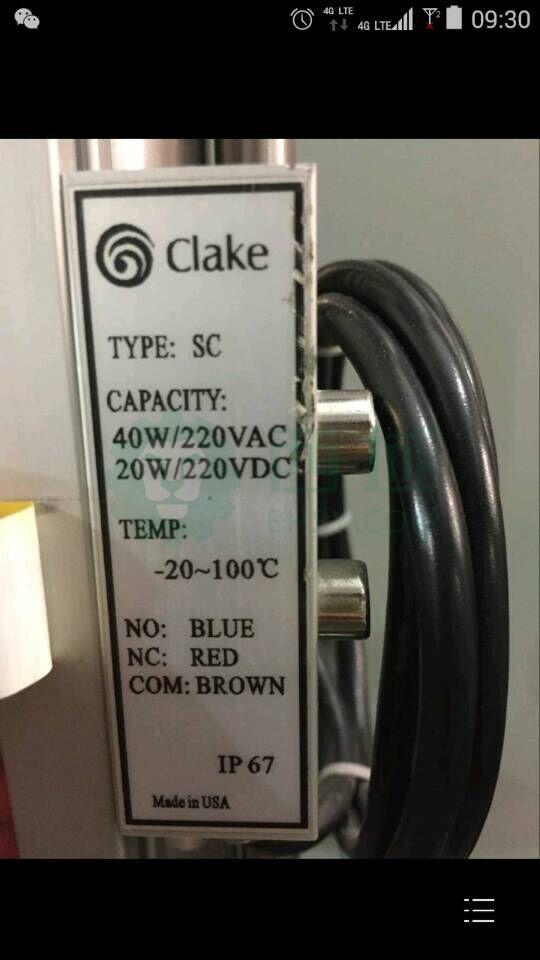 4G LTE
4G LTE
2
09:30
Clake
TYPE: SC
CAPACITY:
40W/220VAC
20W/220VDC
TEMP:
-20~100℃
NO: BLUE
NC: RED
COM: BROWN
IP 67
Made in USA